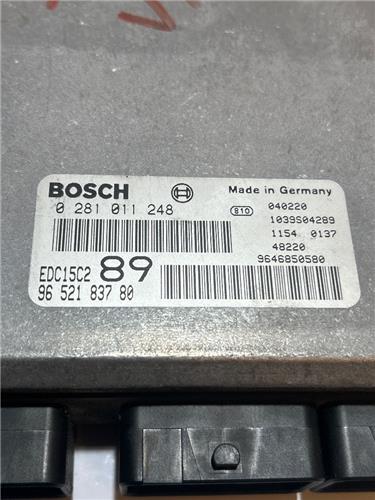 BOSCH
Made in Germany
0 281 011 248
810
040220
1039S04289
1154 0137
48220
9646850580
EDC15C2
89
96 521 837 80